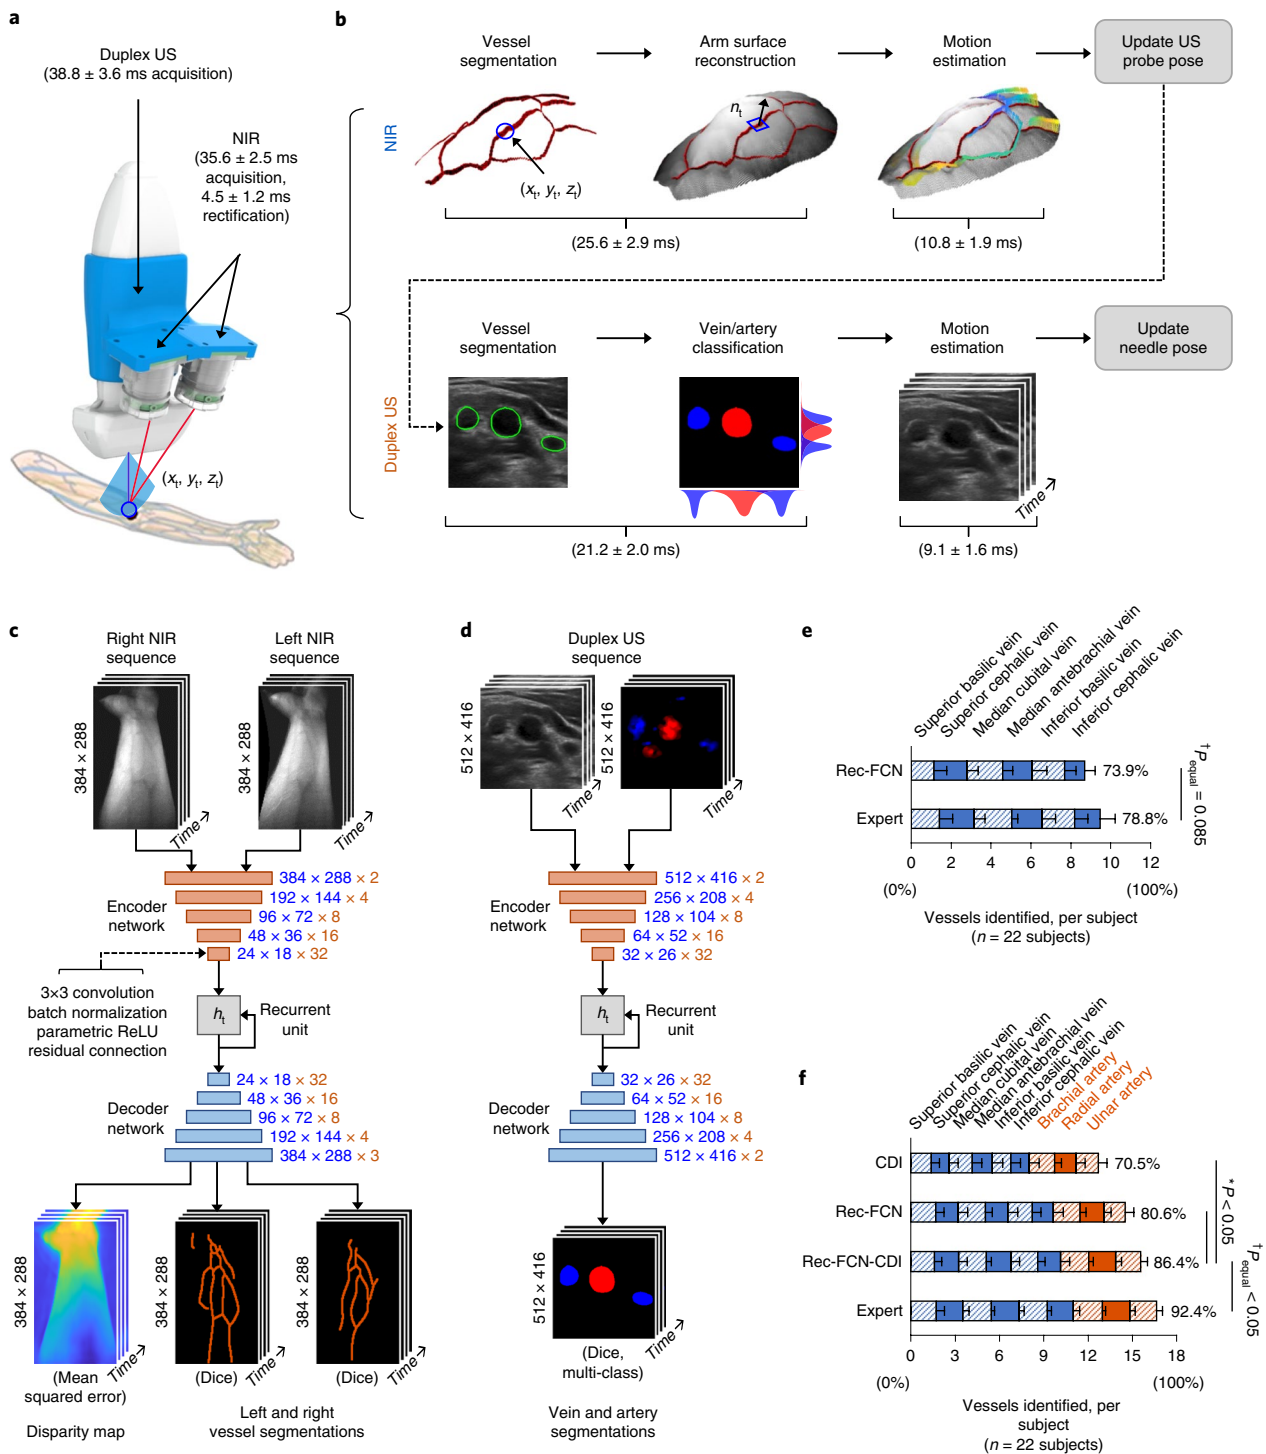 a
Duplex US
(38.8 ± 3.6 ms acquisition)
NIR
(35.6 ± 2.5 ms
acquisition,
4.5 ± 1.2 ms
rectification)
(xt, yt, zt)
b
NIR
Vessel
segmentation
Arm surface
reconstruction
Motion
estimation
Update US
probe pose
nt
(xt, yt, zt)
(25.6 ± 2.9 ms)
(10.8 ± 1.9 ms)
Duplex US
Vessel
segmentation
Vein/artery
classification
Motion
estimation
Update
needle pose
Time
(21.2 ± 2.0 ms)
(9.1 ± 1.6 ms)
c
Right NIR
sequence
Left NIR
sequence
384 × 288
384 × 288
Time
Time
Encoder
network
384 × 288 × 2
192 × 144 × 4
96 × 72 × 8
48 × 36 × 16
24 × 18 × 32
3×3 convolution
batch normalization
parametric ReLU
residual connection
ht
Recurrent
unit
Decoder
network
24 × 18 × 32
48 × 36 × 16
96 × 72 × 8
192 × 144 × 4
384 × 288 × 3
384 × 288
384 × 288
384 × 288
Time
Time
Time
(Mean
squared error)
(Dice)
(Dice)
Disparity map
Left and right
vessel segmentations
d
Duplex US
sequence
512 × 416
512 × 416
Time
Time
Encoder
network
512 × 416 × 2
256 × 208 × 4
128 × 104 × 8
64 × 52 × 16
32 × 26 × 32
ht
Recurrent
unit
Decoder
network
32 × 26 × 32
64 × 52 × 16
128 × 104 × 8
256 × 208 × 4
512 × 416 × 2
512 × 416
Time
(Dice,
multi-class)
Vein and artery
segmentations
e
Superior basilic vein
Superior cephalic vein
Median cubital vein
Median antebrachial vein
Inferior basilic vein
Inferior cephalic vein
Rec-FCN
73.9%
Expert
78.8%
†Pequal = 0.085
0 2 4 6 8 10 12
(0%) (100%)
Vessels identified, per subject
(n = 22 subjects)
f
Superior basilic vein
Superior cephalic vein
Median cubital vein
Median antebrachial vein
Inferior basilic vein
Inferior cephalic vein
Brachial artery
Radial artery
Ulnar artery
CDI
70.5%
Rec-FCN
80.6%
Rec-FCN-CDI
86.4%
Expert
92.4%
*P < 0.05
†Pequal < 0.05
0 3 6 9 12 15 18
(0%) (100%)
Vessels identified, per
subject
(n = 22 subjects)